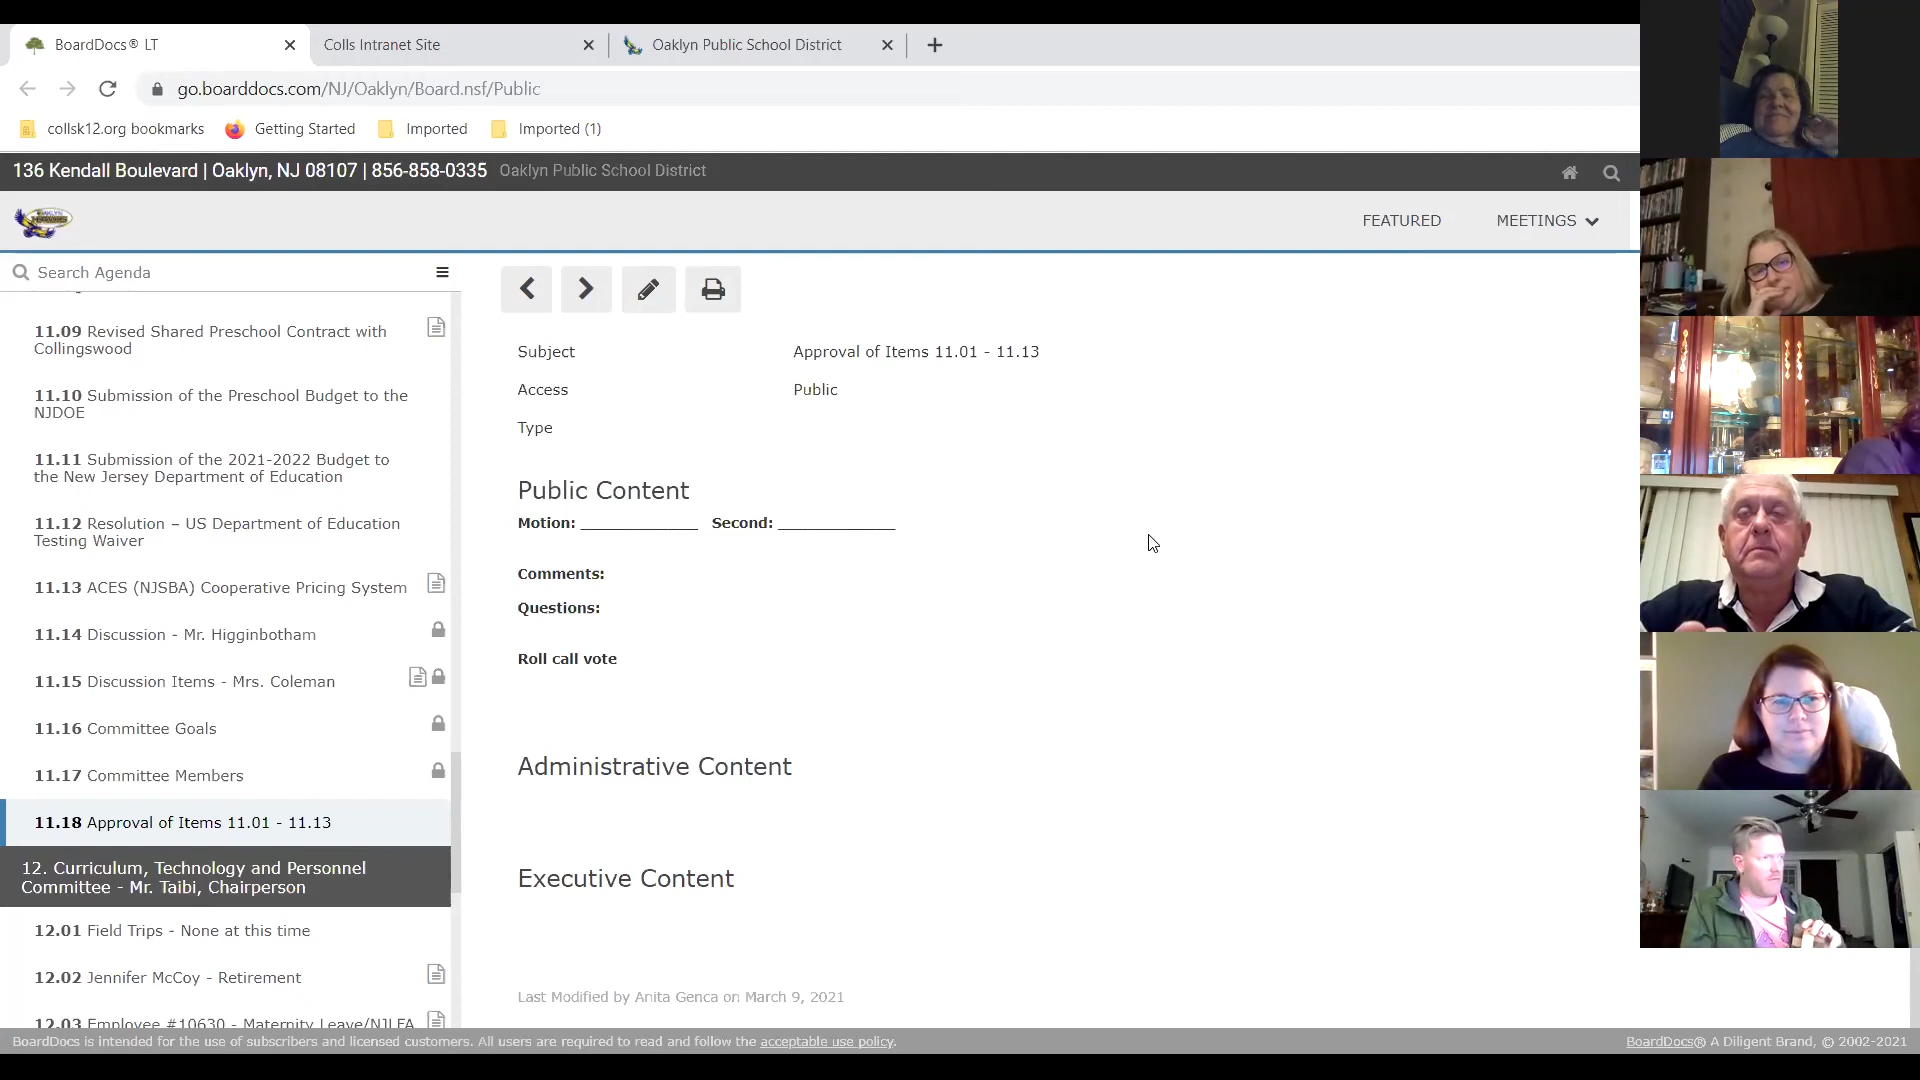 BoardDocs® LT
Colls Intranet Site
Oaklyn Public School District
go.boarddocs.com/NJ/Oaklyn/Board.nsf/Public
collsk12.org bookmarks
Getting Started
Imported
Imported (1)
136 Kendall Boulevard | Oaklyn, NJ 08107 | 856-858-0335 Oaklyn Public School District
FEATURED
MEETINGS
Search Agenda
11.09 Revised Shared Preschool Contract with
Collingswood
11.10 Submission of the Preschool Budget to the
NJDOE
11.11 Submission of the 2021-2022 Budget to
the New Jersey Department of Education
11.12 Resolution – US Department of Education
Testing Waiver
11.13 ACES (NJSBA) Cooperative Pricing System
11.14 Discussion - Mr. Higginbotham
11.15 Discussion Items - Mrs. Coleman
11.16 Committee Goals
11.17 Committee Members
11.18 Approval of Items 11.01 - 11.13
12. Curriculum, Technology and Personnel
Committee - Mr. Taibi, Chairperson
12.01 Field Trips - None at this time
12.02 Jennifer McCoy - Retirement
12.03 Employee #10630 - Maternity Leave/NJLFA
Subject Approval of Items 11.01 - 11.13
Access Public
Type
Public Content
Motion: _____________ Second: _____________
Comments:
Questions:
Roll call vote
Administrative Content
Executive Content
Last Modified by Anita Genca on March 9, 2021
BoardDocs is intended for the use of subscribers and licensed customers. All users are required to read and follow the acceptable use policy.
BoardDocs® A Diligent Brand, © 2002-2021